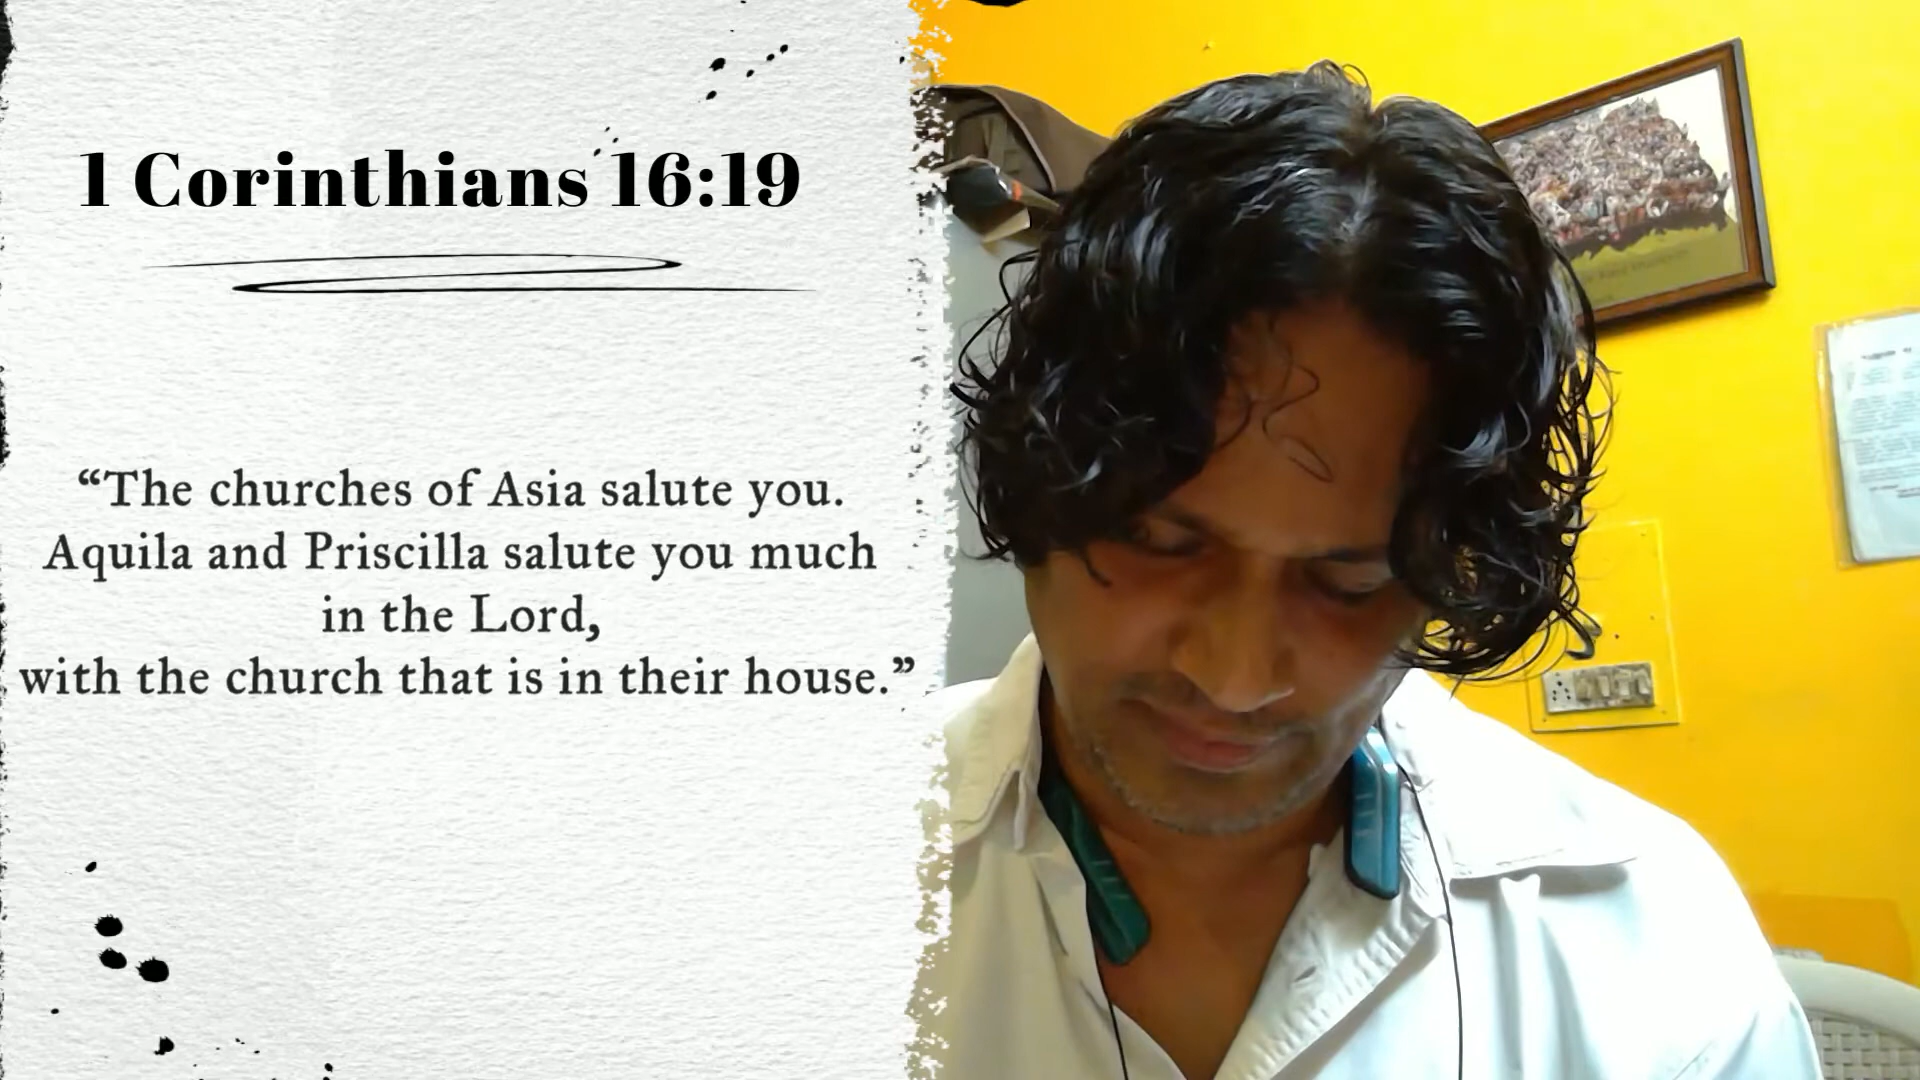 1 Corinthians 16:19
“The churches of Asia salute you.
Aquila and Priscilla salute you much
in the Lord,
with the church that is in their house.”